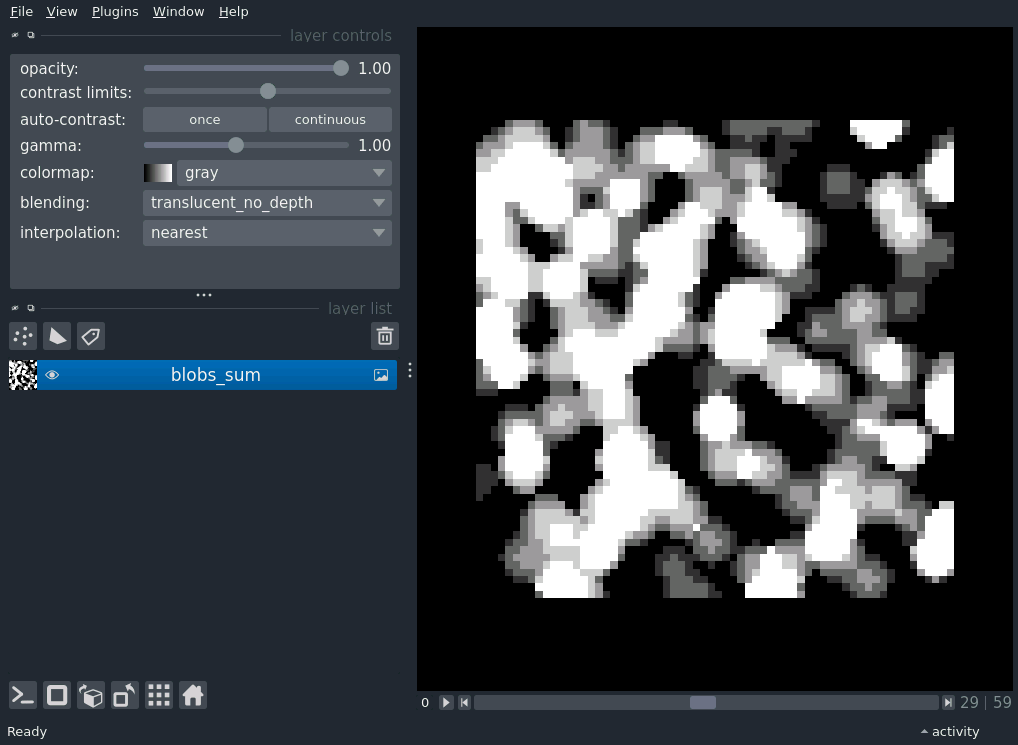 File View Plugins Window Help
layer controls
opacity: 1.00
contrast limits:
auto-contrast: once continuous
gamma: 1.00
colormap: gray
blending: translucent_no_depth
interpolation: nearest
layer list
blobs_sum
0 29 | 59
Ready activity